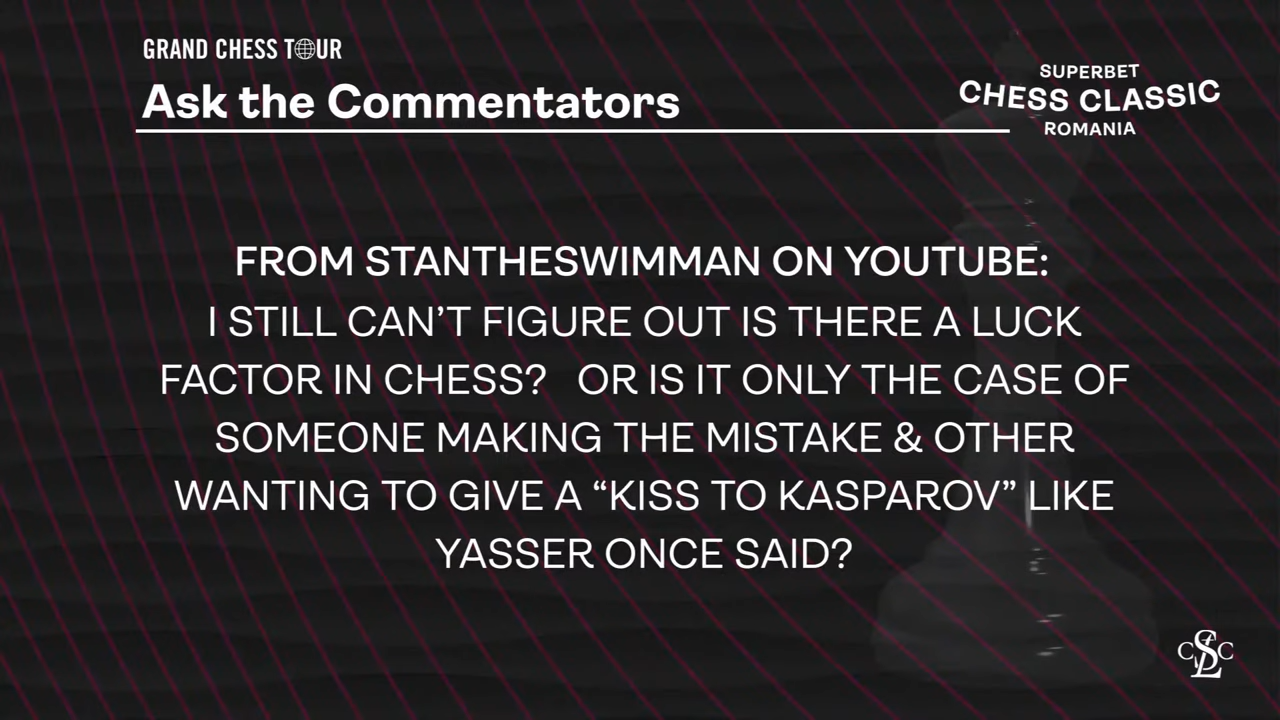 GRAND CHESS TOUR
Ask the Commentators
SUPERBET
CHESS CLASSIC
ROMANIA
FROM STANTHESWIMMAN ON YOUTUBE:
I STILL CAN’T FIGURE OUT IS THERE A LUCK
FACTOR IN CHESS? OR IS IT ONLY THE CASE OF
SOMEONE MAKING THE MISTAKE & OTHER
WANTING TO GIVE A “KISS TO KASPAROV” LIKE
YASSER ONCE SAID?
CSTLC